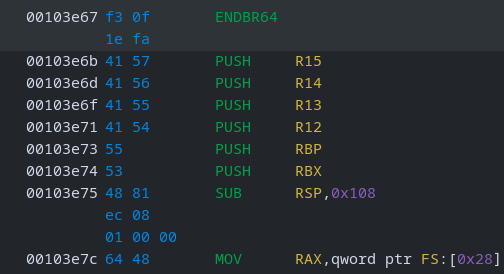 00103e67 f3 0f ENDBR64
1e fa
00103e6b 41 57 PUSH R15
00103e6d 41 56 PUSH R14
00103e6f 41 55 PUSH R13
00103e71 41 54 PUSH R12
00103e73 55 PUSH RBP
00103e74 53 PUSH RBX
00103e75 48 81 SUB RSP,0x108
ec 08
01 00 00
00103e7c 64 48 MOV RAX,qword ptr FS:[0x28]